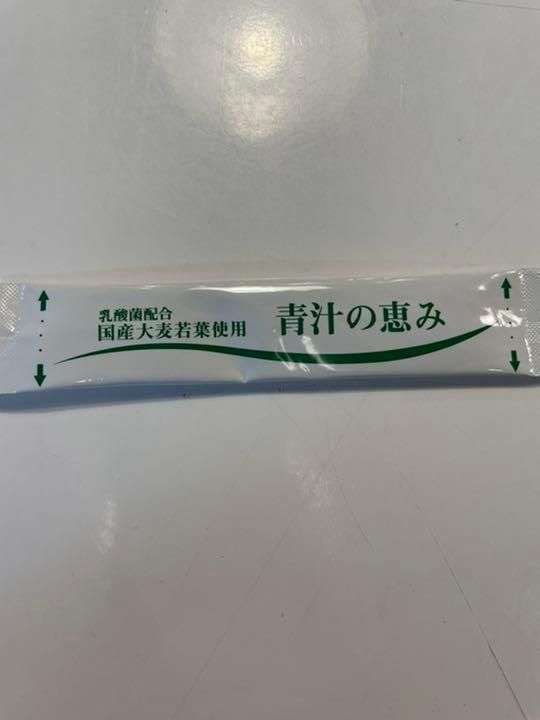 乳酸菌配合
国産大麦若葉使用
青汁の恵み